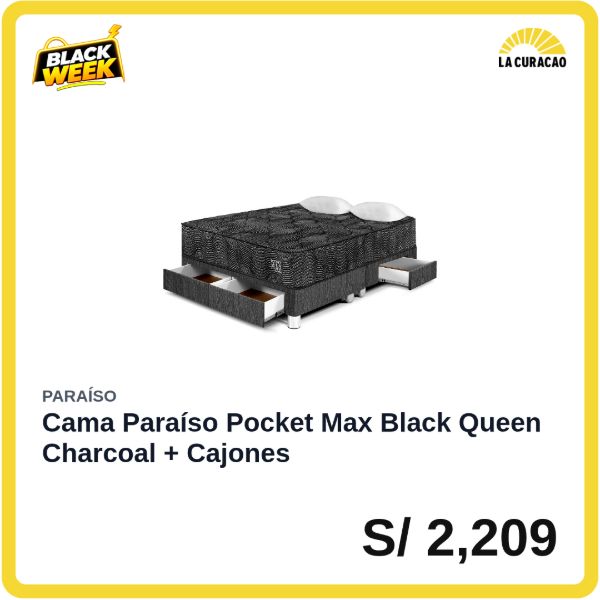 BLACK
WEEK
LA CURACAO
PARAÍSO
Cama Paraíso Pocket Max Black Queen
Charcoal + Cajones
S/ 2,209